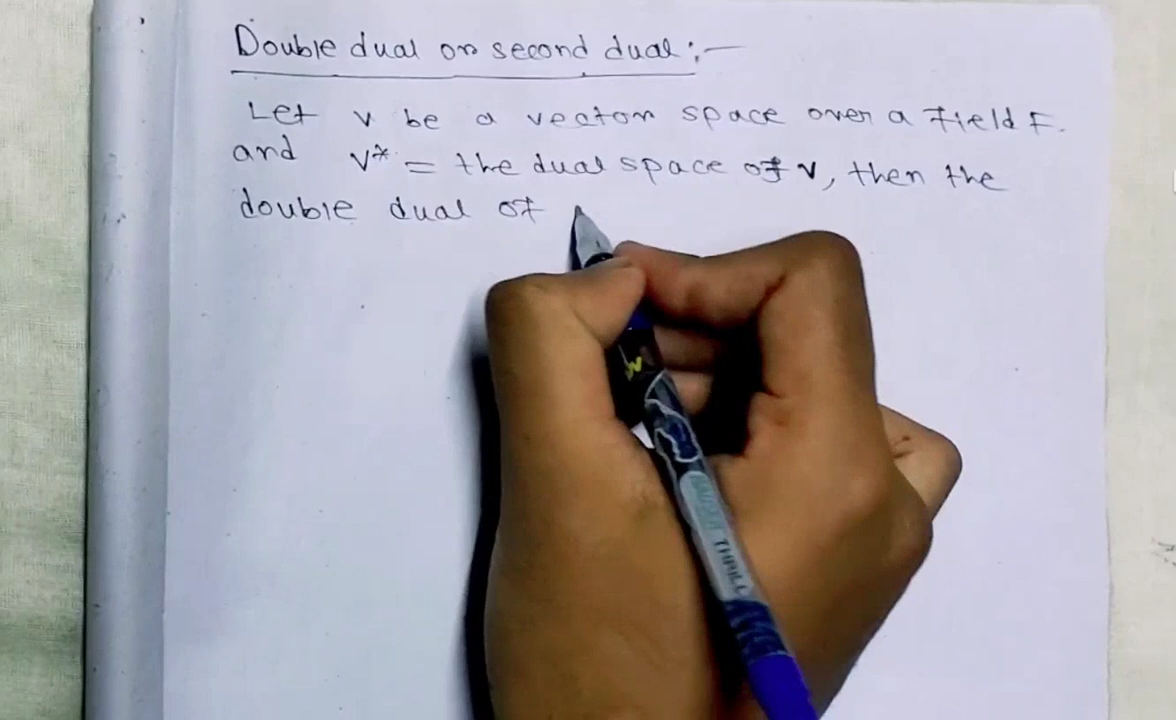 Double dual or second dual :—
Let V be a vector space over a field F.
and V* = the dual space of V, then the
double dual of
THRILL